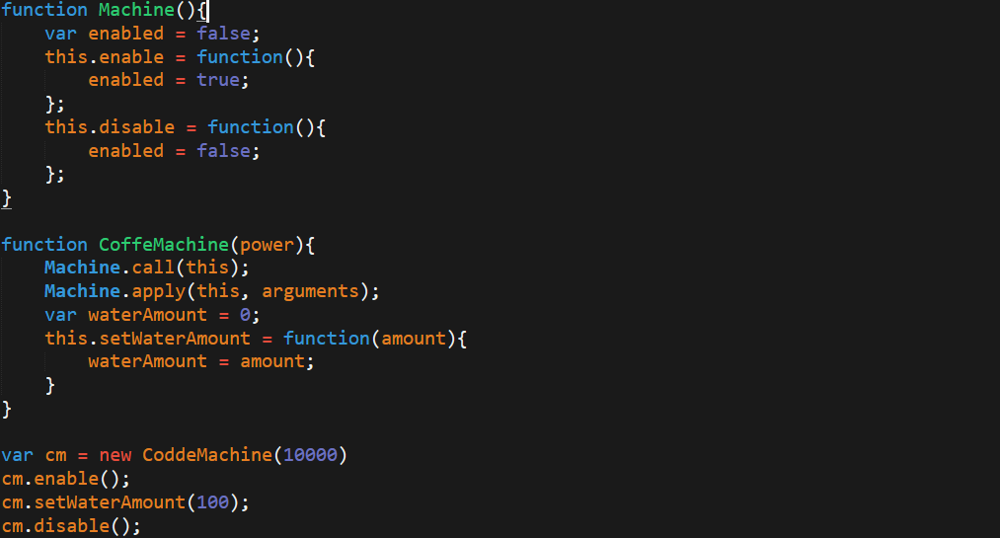 function Machine(){
    var enabled = false;
    this.enable = function(){
        enabled = true;
    };
    this.disable = function(){
        enabled = false;
    };
}

function CoffeMachine(power){
    Machine.call(this);
    Machine.apply(this, arguments);
    var waterAmount = 0;
    this.setWaterAmount = function(amount){
        waterAmount = amount;
    }
}

var cm = new CoddeMachine(10000)
cm.enable();
cm.setWaterAmount(100);
cm.disable();